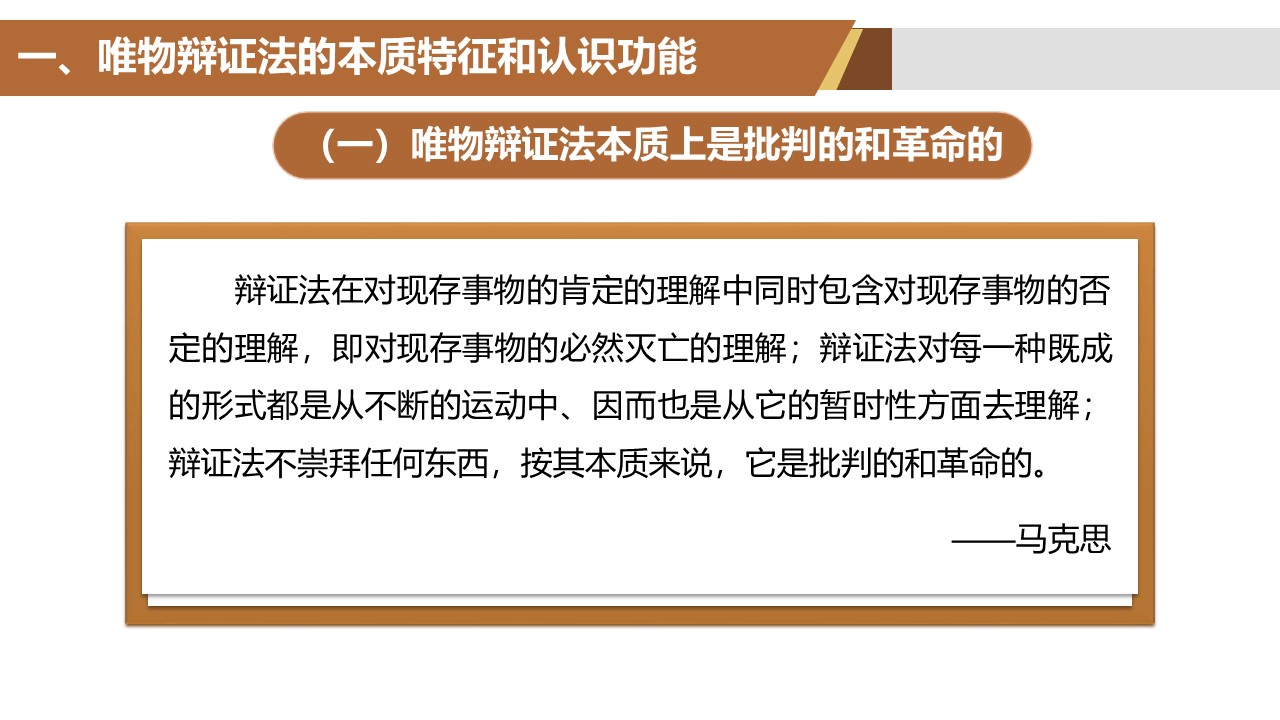 一、唯物辩证法的本质特征和认识功能
（一）唯物辩证法本质上是批判的和革命的
辩证法在对现存事物的肯定的理解中同时包含对现存事物的否
定的理解，即对现存事物的必然灭亡的理解；辩证法对每一种既成
的形式都是从不断的运动中、因而也是从它的暂时性方面去理解；
辩证法不崇拜任何东西，按其本质来说，它是批判的和革命的。
——马克思